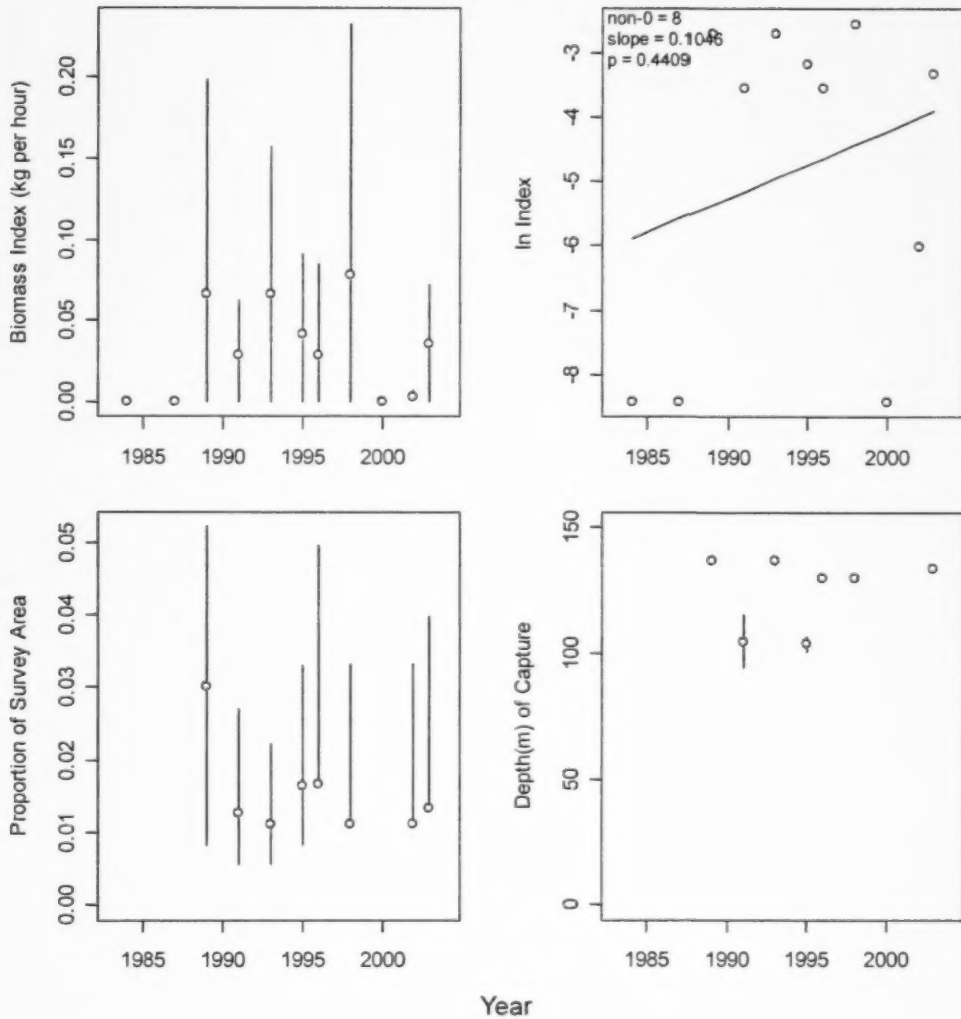 Biomass Index (kg per hour)
0.20
0.15
0.10
0.05
0.00
1985 1990 1995 2000
non-0 = 8
slope = 0.1046
p = 0.4409
ln Index
-3
-4
-5
-6
-7
-8
1985 1990 1995 2000
Proportion of Survey Area
0.05
0.04
0.03
0.02
0.01
0.00
1985 1990 1995 2000
Depth(m) of Capture
150
100
50
0
1985 1990 1995 2000
Year